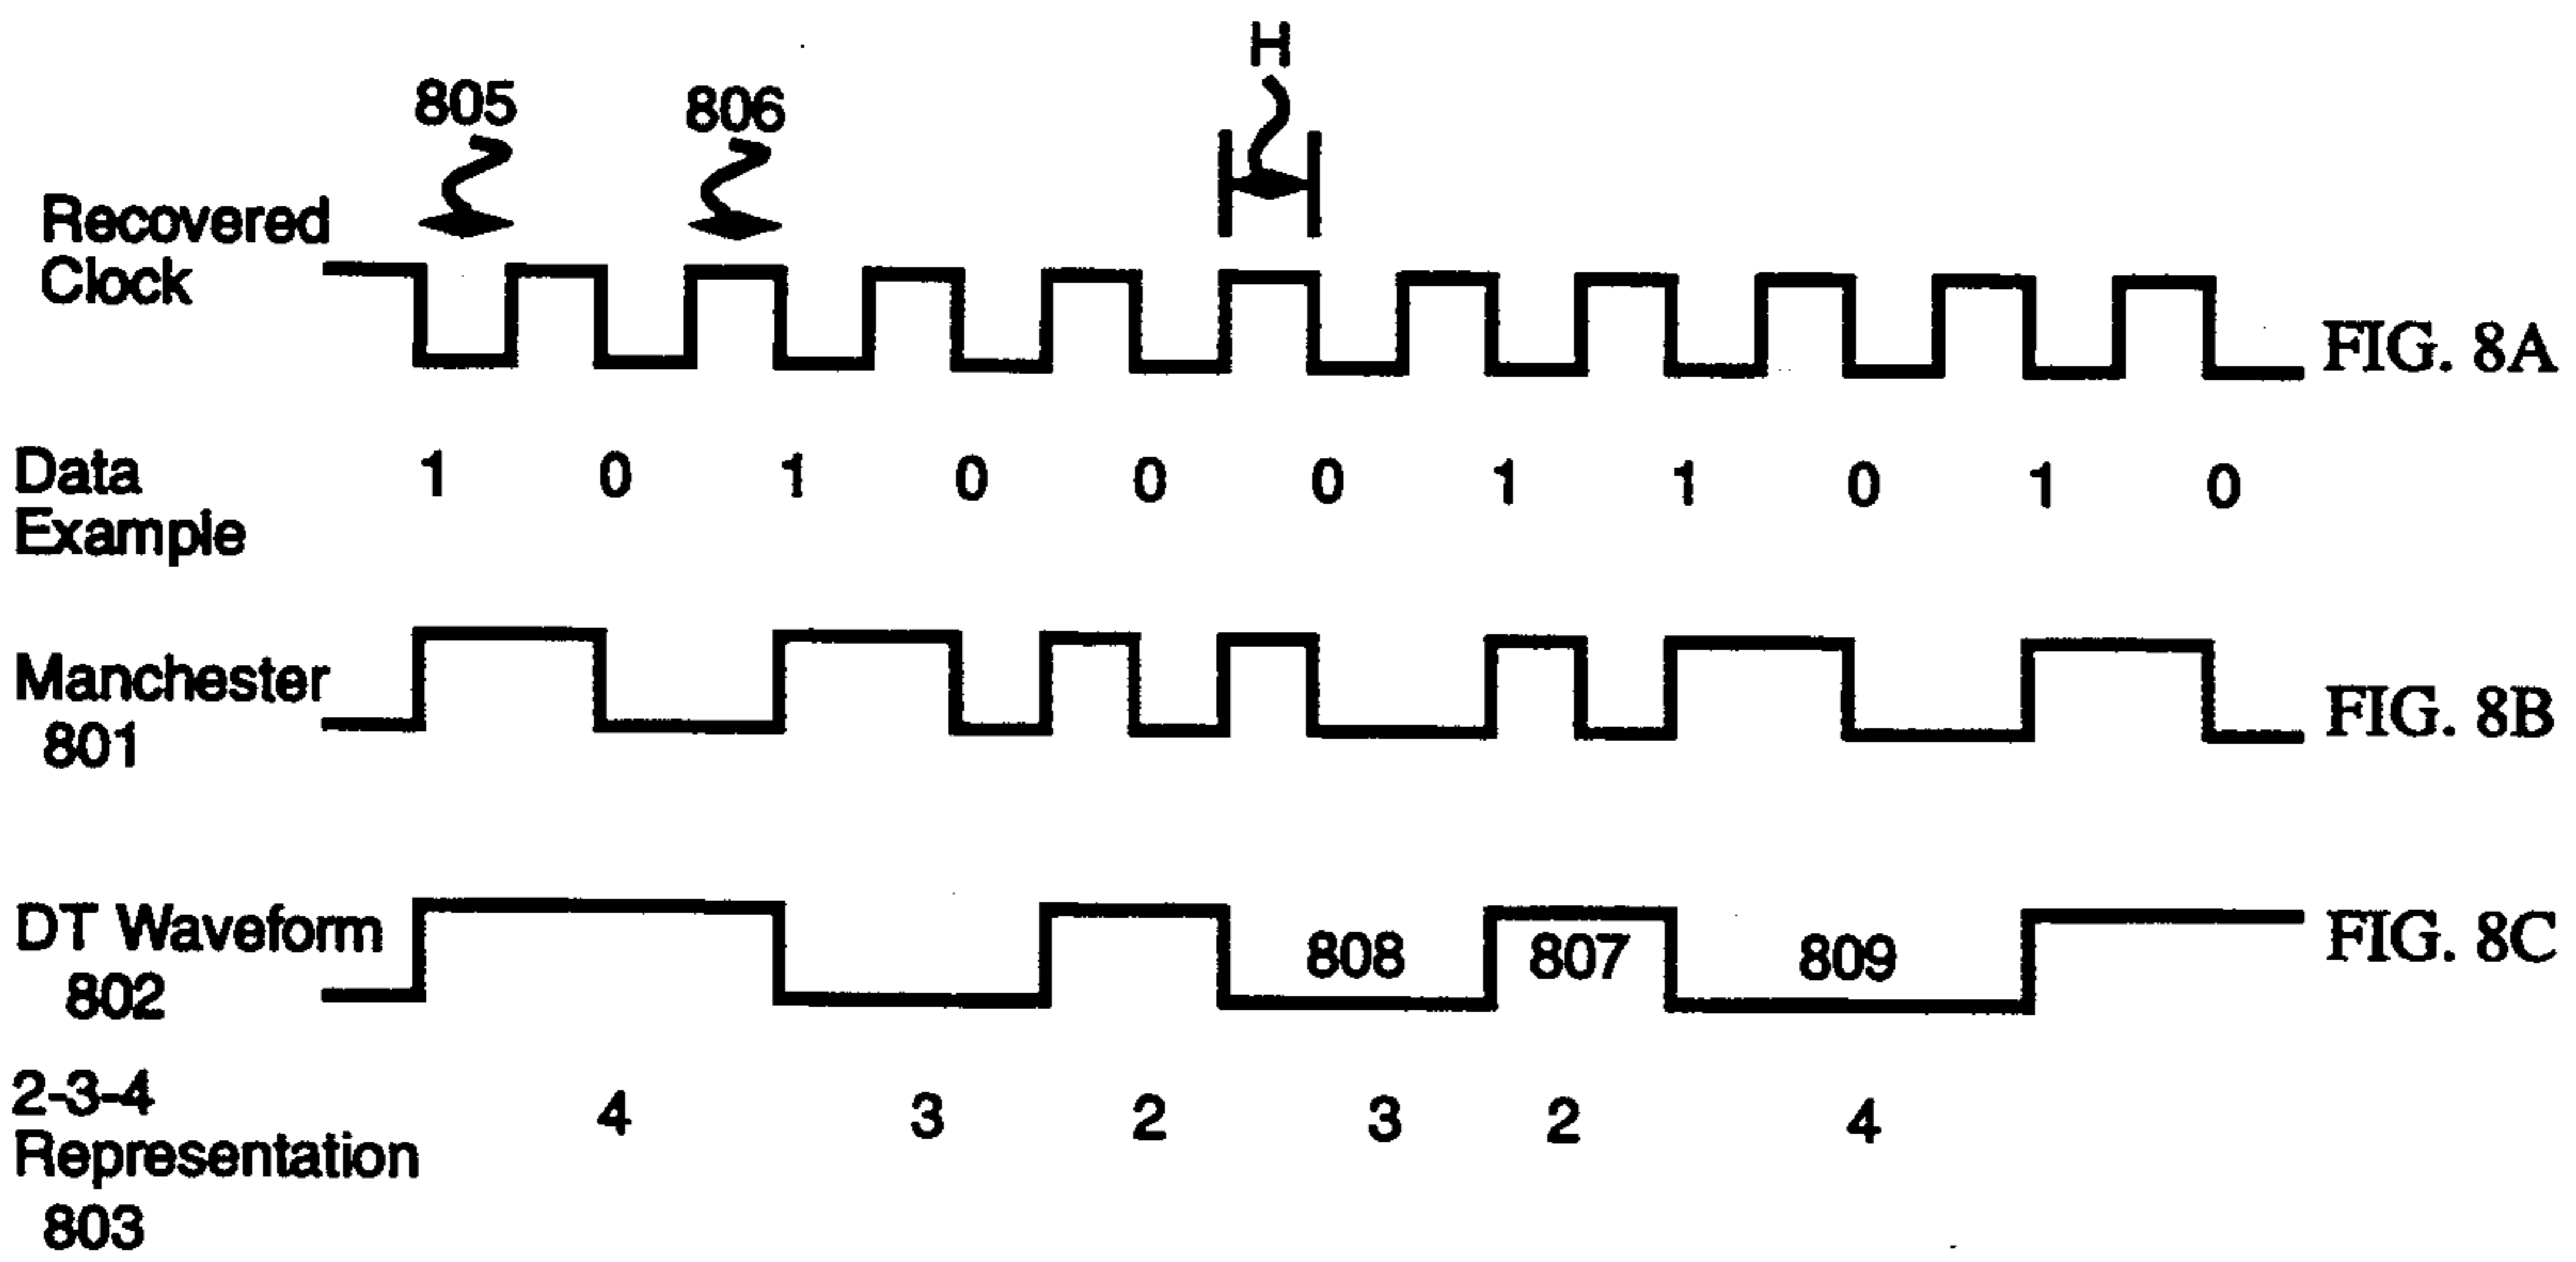 H
805 806
Recovered
Clock
FIG. 8A
Data
Example
1 0 1 0 0 0 1 1 0 1 0
Manchester
801
FIG. 8B
DT Waveform
802
808 807 809
FIG. 8C
2-3-4
Representation
803
4 3 2 3 2 4